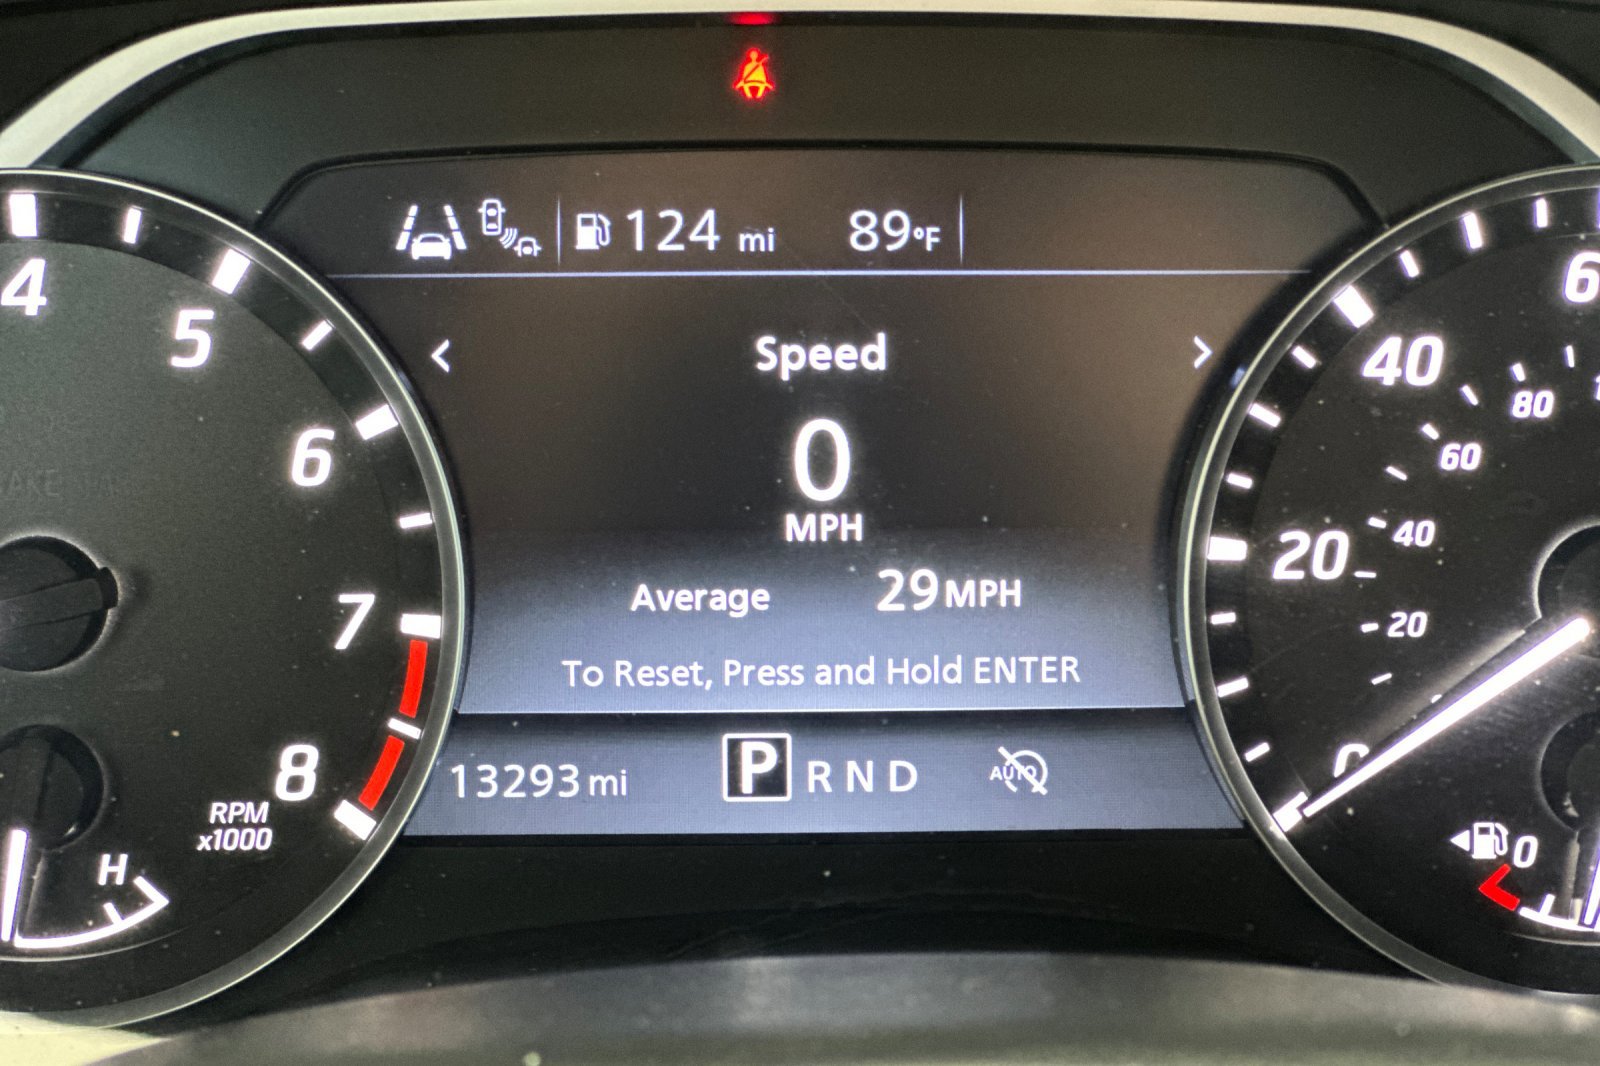 124 mi
89°F
< Speed >
0
MPH
Average 29 MPH
To Reset, Press and Hold ENTER
13293 mi
P R N D
AUTO
4
5
6
7
8
RPM
x1000
H
6
40
20
0
80
60
40
20
0